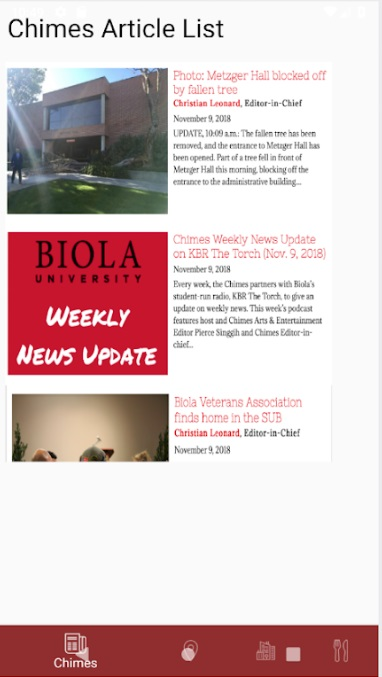 Chimes Article List
Photo: Metzger Hall blocked off
by fallen tree
Christian Leonard, Editor-in-Chief
November 9, 2018
UPDATE, 10:09 a.m.: The fallen tree has been
removed, and the entrance to Metzger Hall has
been opened. Part of a tree fell in front of
Metzger Hall this morning, blocking off the
entrance to the administrative building....
BIOLA
UNIVERSITY
WEEKLY
NEWS UPDATE
Chimes Weekly News Update
on KBR The Torch (Nov. 9, 2018)
November 9, 2018
Every week, the Chimes partners with Biola's
student-run radio, KBR The Torch, to give an
update on weekly news. This week's podcast
features host and Chimes Arts & Entertainment
Editor Pierce Singgih and Chimes Editor-in-
chief...
Biola Veterans Association
finds home in the SUB
Christian Leonard, Editor-in-Chief
November 9, 2018
Chimes